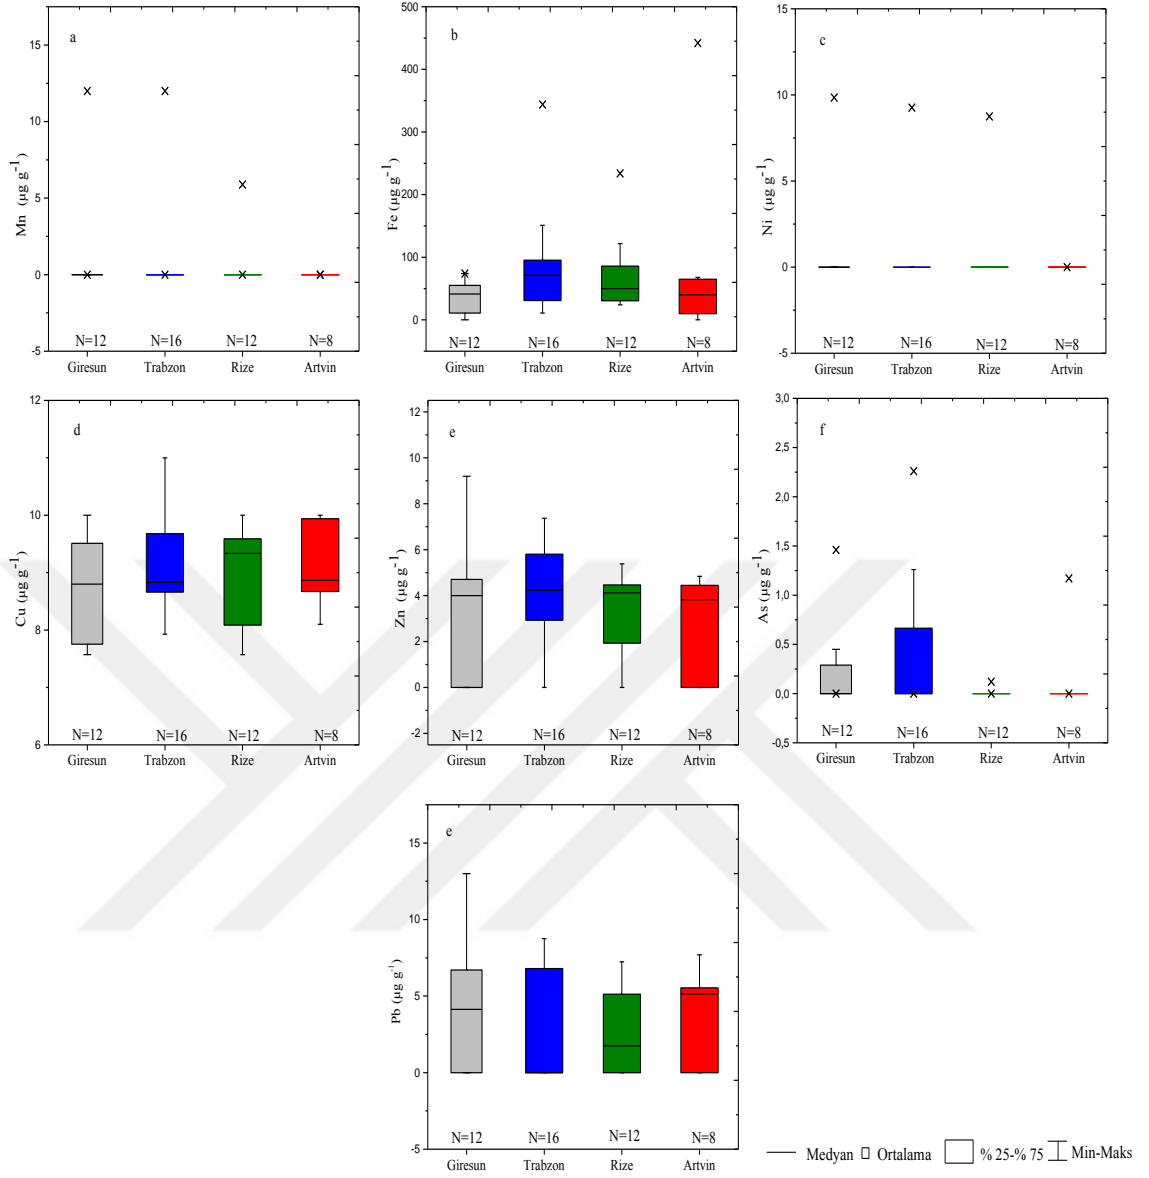 a
15
10
5
0
-5
Mn (µg g⁻¹)
N=12 N=16 N=12 N=8
Giresun Trabzon Rize Artvin
b
500
400
300
200
100
0
Fe (µg g⁻¹)
N=12 N=16 N=12 N=8
Giresun Trabzon Rize Artvin
c
15
10
5
0
-5
Ni (µg g⁻¹)
N=12 N=16 N=12 N=8
Giresun Trabzon Rize Artvin
d
12
10
8
6
Cu (µg g⁻¹)
N=12 N=16 N=12 N=8
Giresun Trabzon Rize Artvin
e
12
10
8
6
4
2
0
-2
Zn (µg g⁻¹)
N=12 N=16 N=12 N=8
Giresun Trabzon Rize Artvin
f
3,0
2,5
2,0
1,5
1,0
0,5
0,0
-0,5
As (µg g⁻¹)
N=12 N=16 N=12 N=8
Giresun Trabzon Rize Artvin
e
15
10
5
0
-5
Pb (µg g⁻¹)
N=12 N=16 N=12 N=8
Giresun Trabzon Rize Artvin
Medyan Ortalama % 25-% 75 Min-Maks